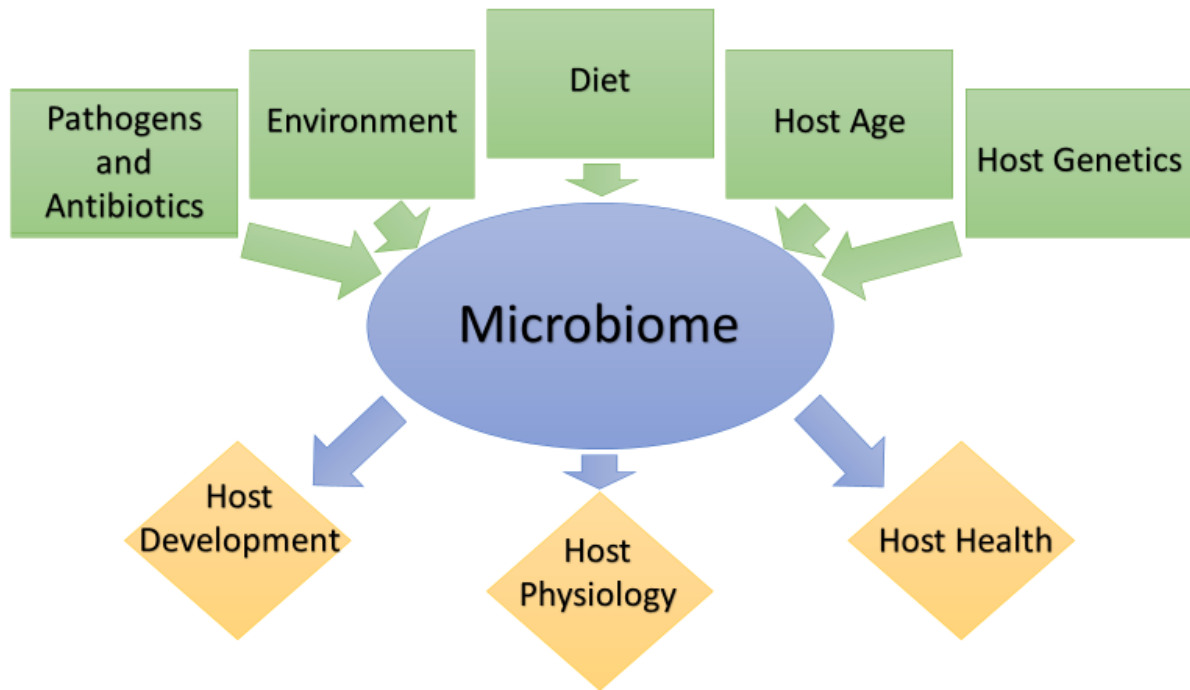 Pathogens
and
Antibiotics
Environment
Diet
Host Age
Host Genetics
Microbiome
Host
Development
Host
Physiology
Host Health